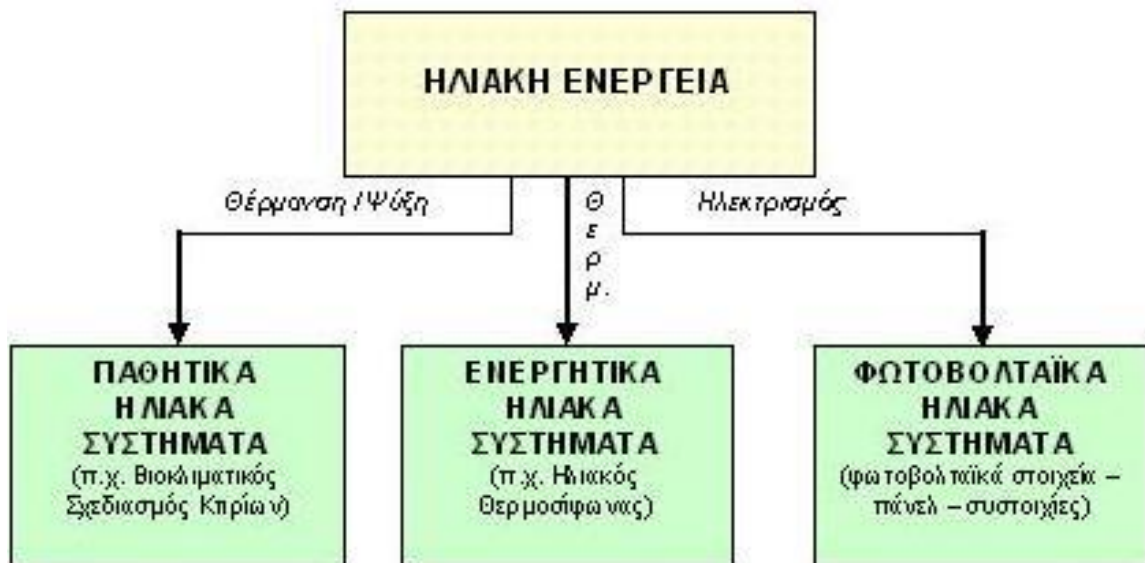 ΗΛΙΑΚΗ ΕΝΕΡΓΕΙΑ
Θέρμανση / Ψύξη
Θ
ε
ρ
μ.
Ηλεκτρισμός
ΠΑΘΗΤΙΚΑ
ΗΛΙΑΚΑ
ΣΥΣΤΗΜΑΤΑ
(π.χ. Βιοκλιματικός
Σχεδιασμός Κτιρίων)
ΕΝΕΡΓΗΤΙΚΑ
ΗΛΙΑΚΑ
ΣΥΣΤΗΜΑΤΑ
(π.χ. Ηλιακός
Θερμοσίφωνας)
ΦΩΤΟΒΟΛΤΑΪΚΑ
ΗΛΙΑΚΑ
ΣΥΣΤΗΜΑΤΑ
(φωτοβολταϊκά στοιχεία –
πάνελ – συστοιχίες)